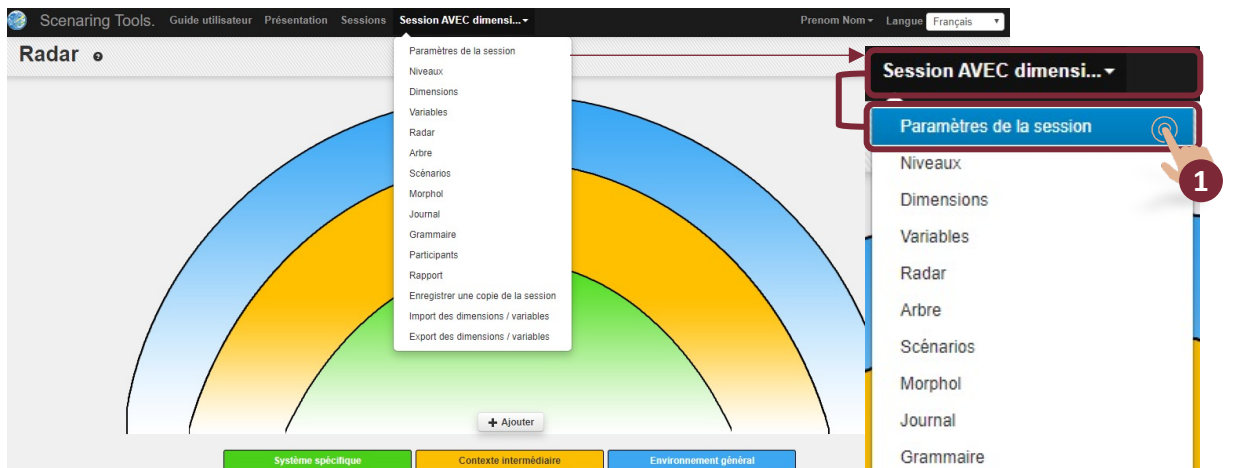 Scenaring Tools. Guide utilisateur Présentation Sessions Session AVEC dimensi... Prenom Nom Langue Français
Radar
Paramètres de la session
Niveaux
Dimensions
Variables
Radar
Arbre
Scénarios
Morphol
Journal
Grammaire
Participants
Rapport
Enregistrer une copie de la session
Import des dimensions / variables
Export des dimensions / variables
+ Ajouter
Système spécifique Contexte intermédiaire Environnement général
Session AVEC dimensi...
Paramètres de la session
1
Niveaux
Dimensions
Variables
Radar
Arbre
Scénarios
Morphol
Journal
Grammaire